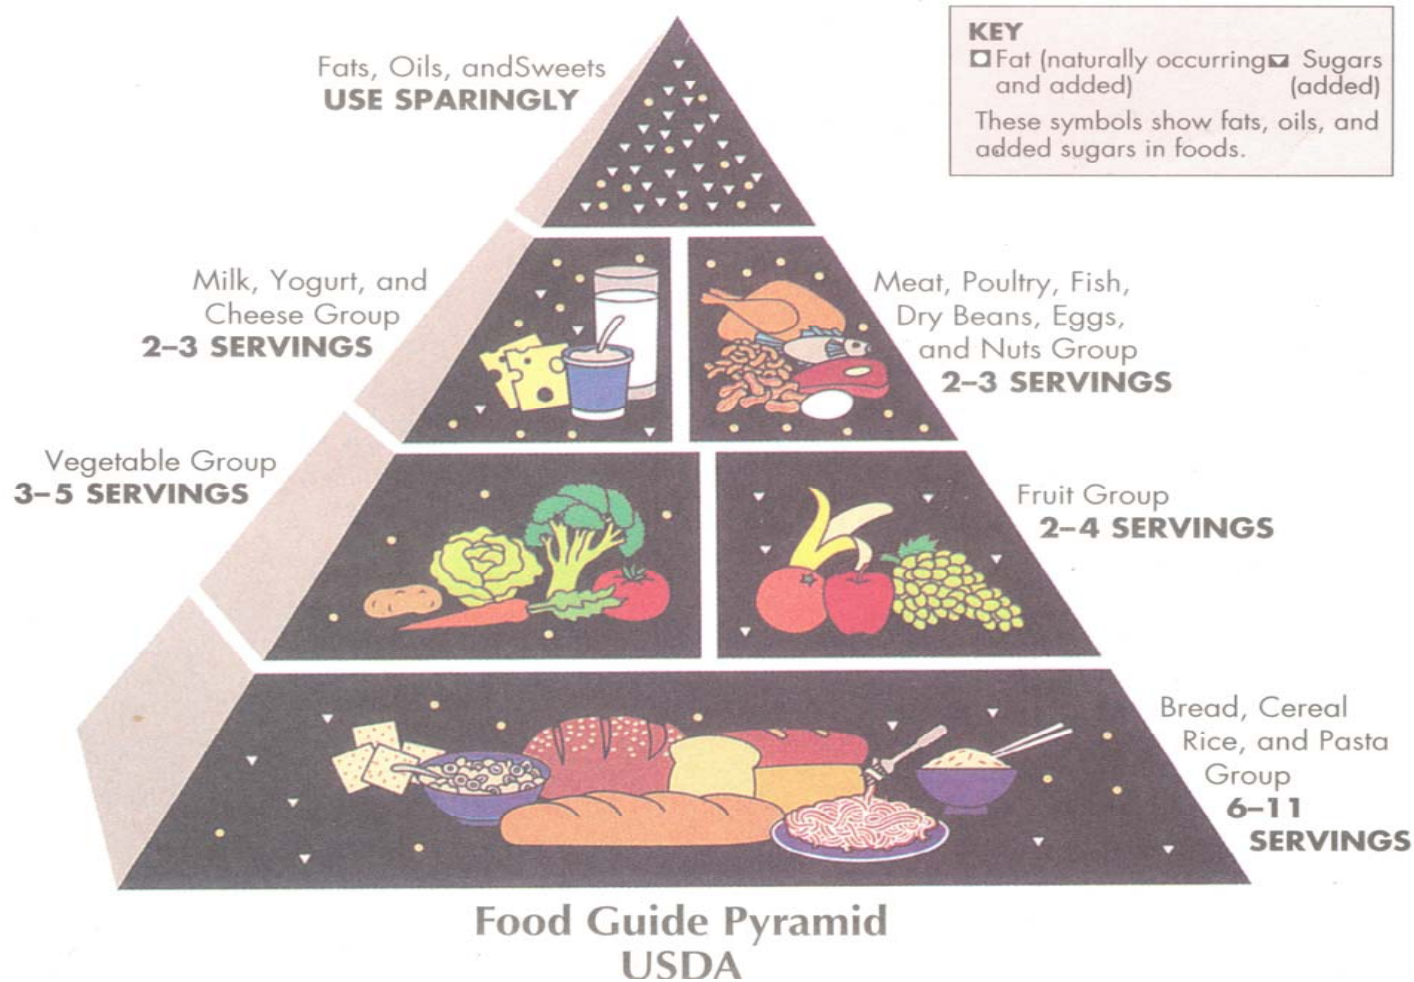 Fats, Oils, andSweets
USE SPARINGLY
KEY
Fat (naturally occurring Sugars
and added) (added)
These symbols show fats, oils, and
added sugars in foods.
Milk, Yogurt, and
Cheese Group
2–3 SERVINGS
Meat, Poultry, Fish,
Dry Beans, Eggs,
and Nuts Group
2–3 SERVINGS
Vegetable Group
3–5 SERVINGS
Fruit Group
2–4 SERVINGS
Bread, Cereal
Rice, and Pasta
Group
6–11
SERVINGS
Food Guide Pyramid
USDA